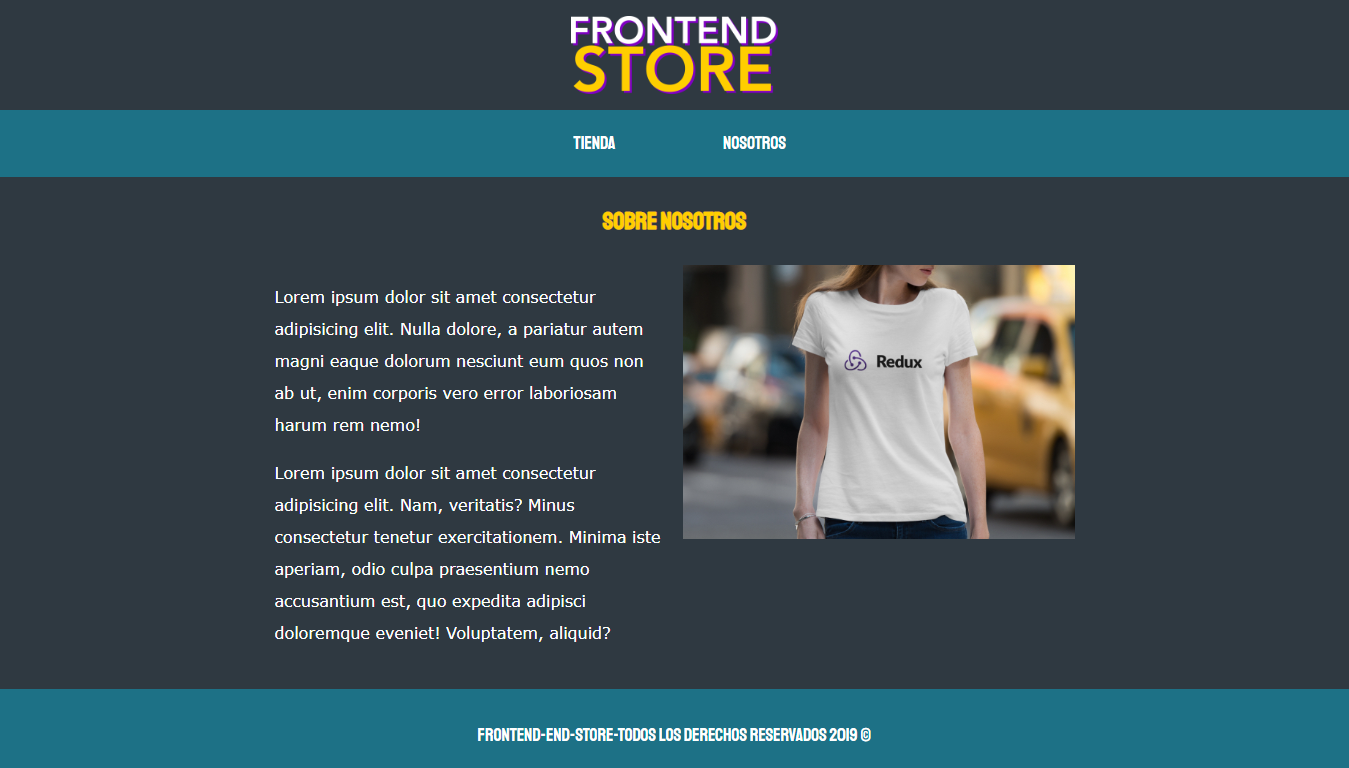 FRONTEND
STORE
TIENDA
NOSOTROS
SOBRE NOSOTROS
Lorem ipsum dolor sit amet consectetur
adipisicing elit. Nulla dolore, a pariatur autem
magni eaque dolorum nesciunt eum quos non
ab ut, enim corporis vero error laboriosam
harum rem nemo!
Lorem ipsum dolor sit amet consectetur
adipisicing elit. Nam, veritatis? Minus
consectetur tenetur exercitationem. Minima iste
aperiam, odio culpa praesentium nemo
accusantium est, quo expedita adipisci
doloremque eveniet! Voluptatem, aliquid?
Redux
FRONTEND-END-STORE-TODOS LOS DERECHOS RESERVADOS 2019 ©